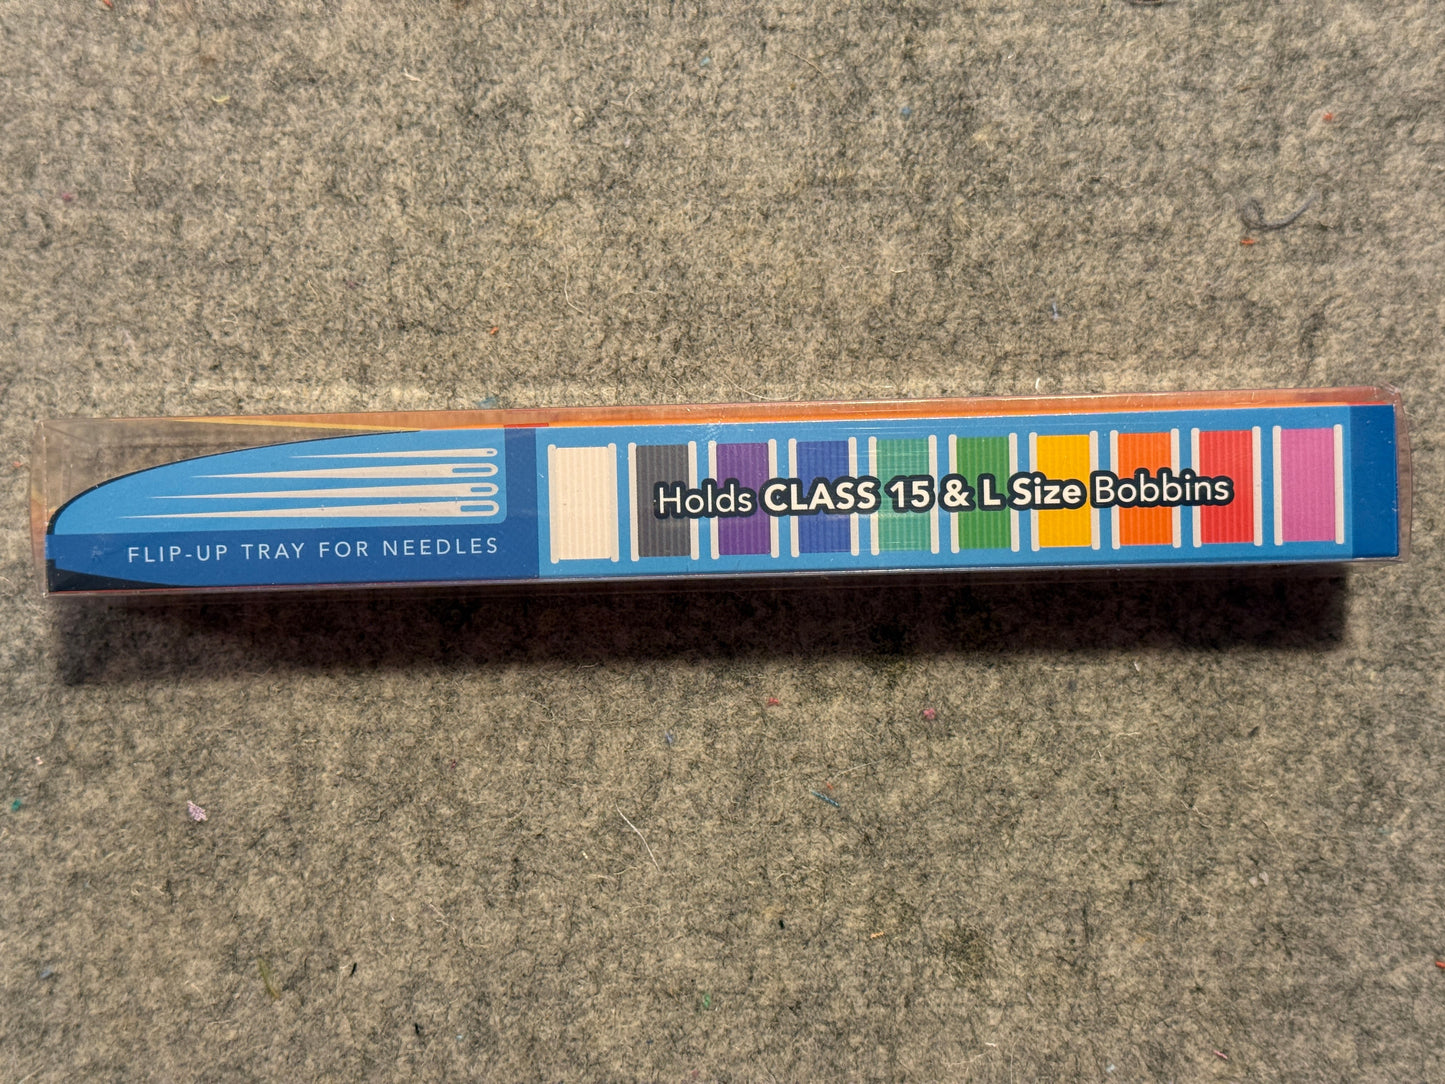 FLIP-UP TRAY FOR NEEDLES
Holds CLASS 15 & L Size Bobbins